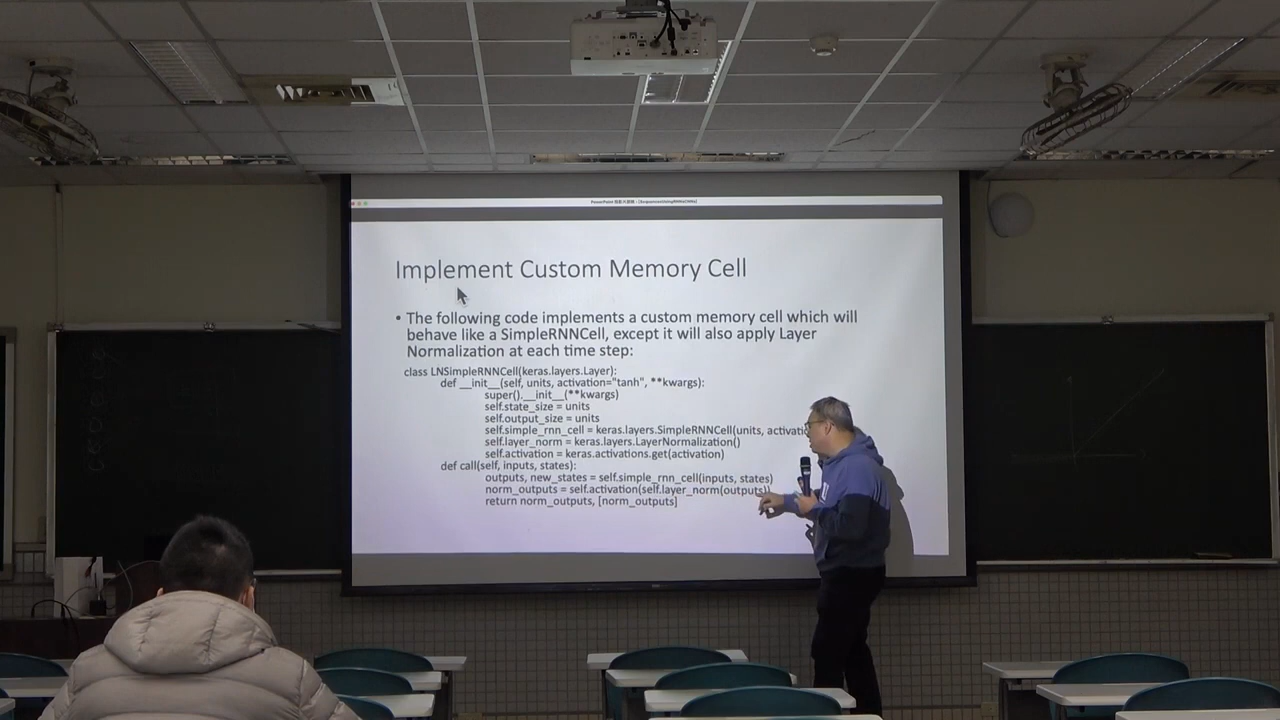 Implement Custom Memory Cell
• The following code implements a custom memory cell which will
behave like a SimpleRNNCell, except it will also apply Layer
Normalization at each time step:
class LNSimpleRNNCell(keras.layers.Layer):
def __init__(self, units, activation="tanh", **kwargs):
super().__init__(**kwargs)
self.state_size = units
self.output_size = units
self.simple_rnn_cell = keras.layers.SimpleRNNCell(units, activati
self.layer_norm = keras.layers.LayerNormalization()
self.activation = keras.activations.get(activation)
def call(self, inputs, states):
outputs, new_states = self.simple_rnn_cell(inputs, states)
norm_outputs = self.activation(self.layer_norm(outputs))
return norm_outputs, [norm_outputs]